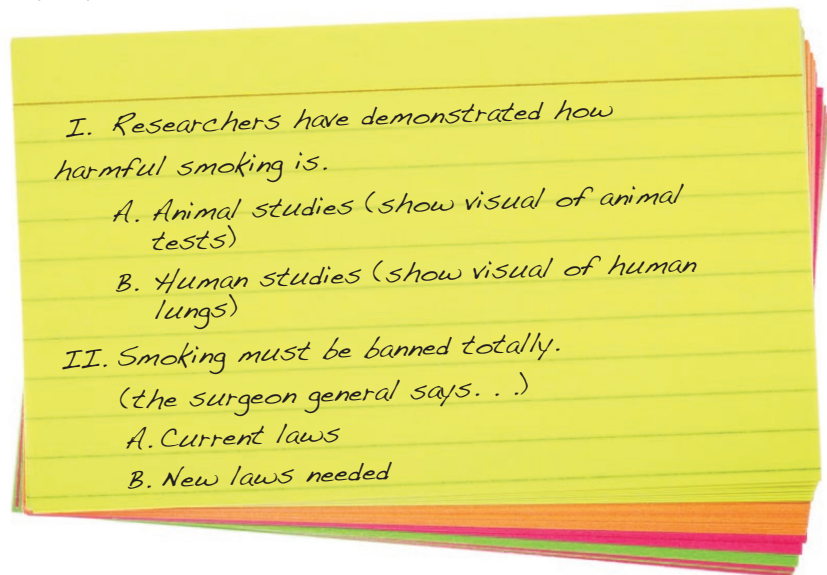 I. Researchers have demonstrated how
harmful smoking is.
A. Animal studies (show visual of animal
tests)
B. Human studies (show visual of human
lungs)
II. Smoking must be banned totally.
(the surgeon general says. . .)
A. Current laws
B. New laws needed